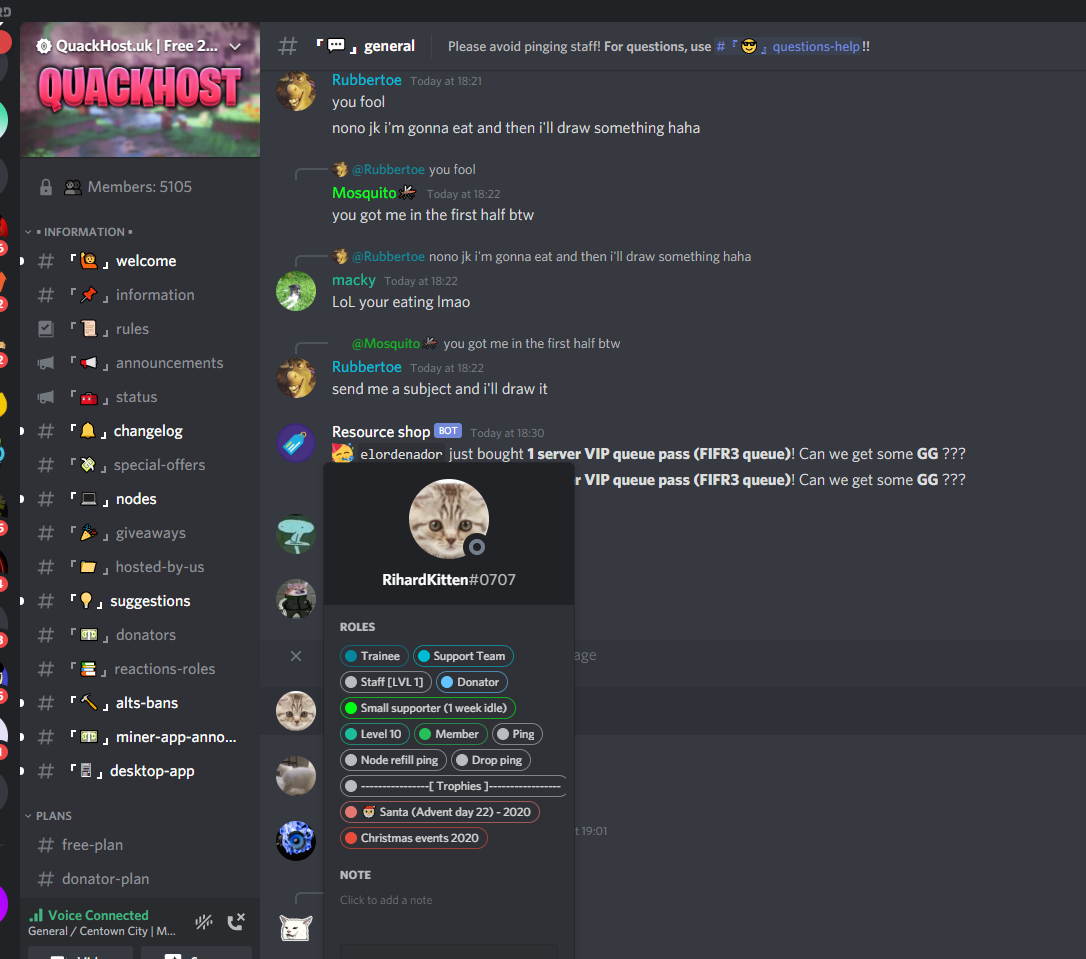 QuackHost.uk | Free 2...
QUACKHOST
Members: 5105
▪ INFORMATION ▪
「🙋」welcome
「📌」information
「📜」rules
「📢」announcements
「🧰」status
「🔔」changelog
「💸」special-offers
「💻」nodes
「🎉」giveaways
「📁」hosted-by-us
「💡」suggestions
「💵」donators
「📚」reactions-roles
「🔨」alts-bans
「💵」miner-app-anno...
「🖥」desktop-app
PLANS
free-plan
donator-plan
Voice Connected
General / Centown City | M...
# 「💬」general
Please avoid pinging staff! For questions, use #「😎」questions-help !!
Rubbertoe Today at 18:21
you fool
nono jk i'm gonna eat and then i'll draw something haha
@Rubbertoe you fool
Mosquito🦟 Today at 18:22
you got me in the first half btw
@Rubbertoe nono jk i'm gonna eat and then i'll draw something haha
macky Today at 18:22
LoL your eating lmao
@Mosquito🦟 you got me in the first half btw
Rubbertoe Today at 18:22
send me a subject and i'll draw it
Resource shop BOT Today at 18:30
🥳 elordenador just bought 1 server VIP queue pass (FIFR3 queue)! Can we get some GG ???
r VIP queue pass (FIFR3 queue)! Can we get some GG ???
RihardKitten#0707
ROLES
Trainee Support Team
Staff [LVL 1] Donator
Small supporter (1 week idle)
Level 10 Member Ping
Node refill ping Drop ping
----------------[ Trophies ]-----------------
🎅 Santa (Advent day 22) - 2020
Christmas events 2020
NOTE
Click to add a note
age
t 19:01